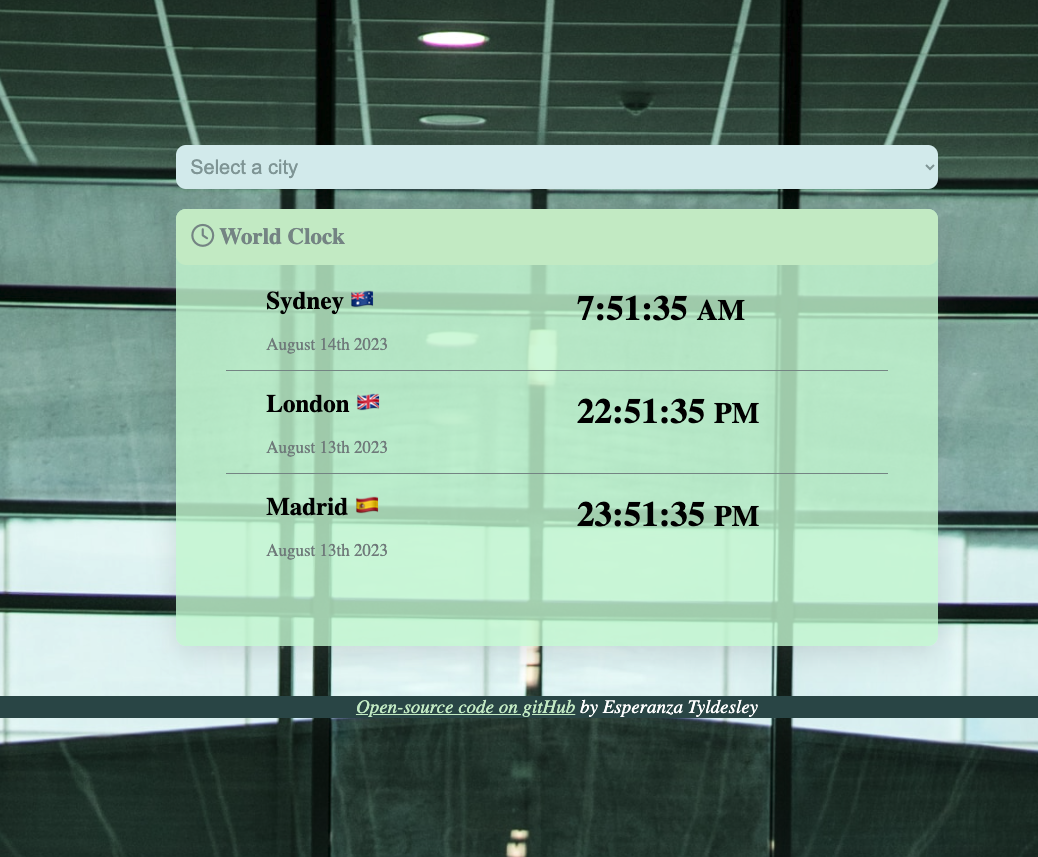 Select a city
World Clock
Sydney 🇦🇺
7:51:35 AM
August 14th 2023
London 🇬🇧
22:51:35 PM
August 13th 2023
Madrid 🇪🇸
23:51:35 PM
August 13th 2023
Open-source code on gitHub by Esperanza Tyldesley